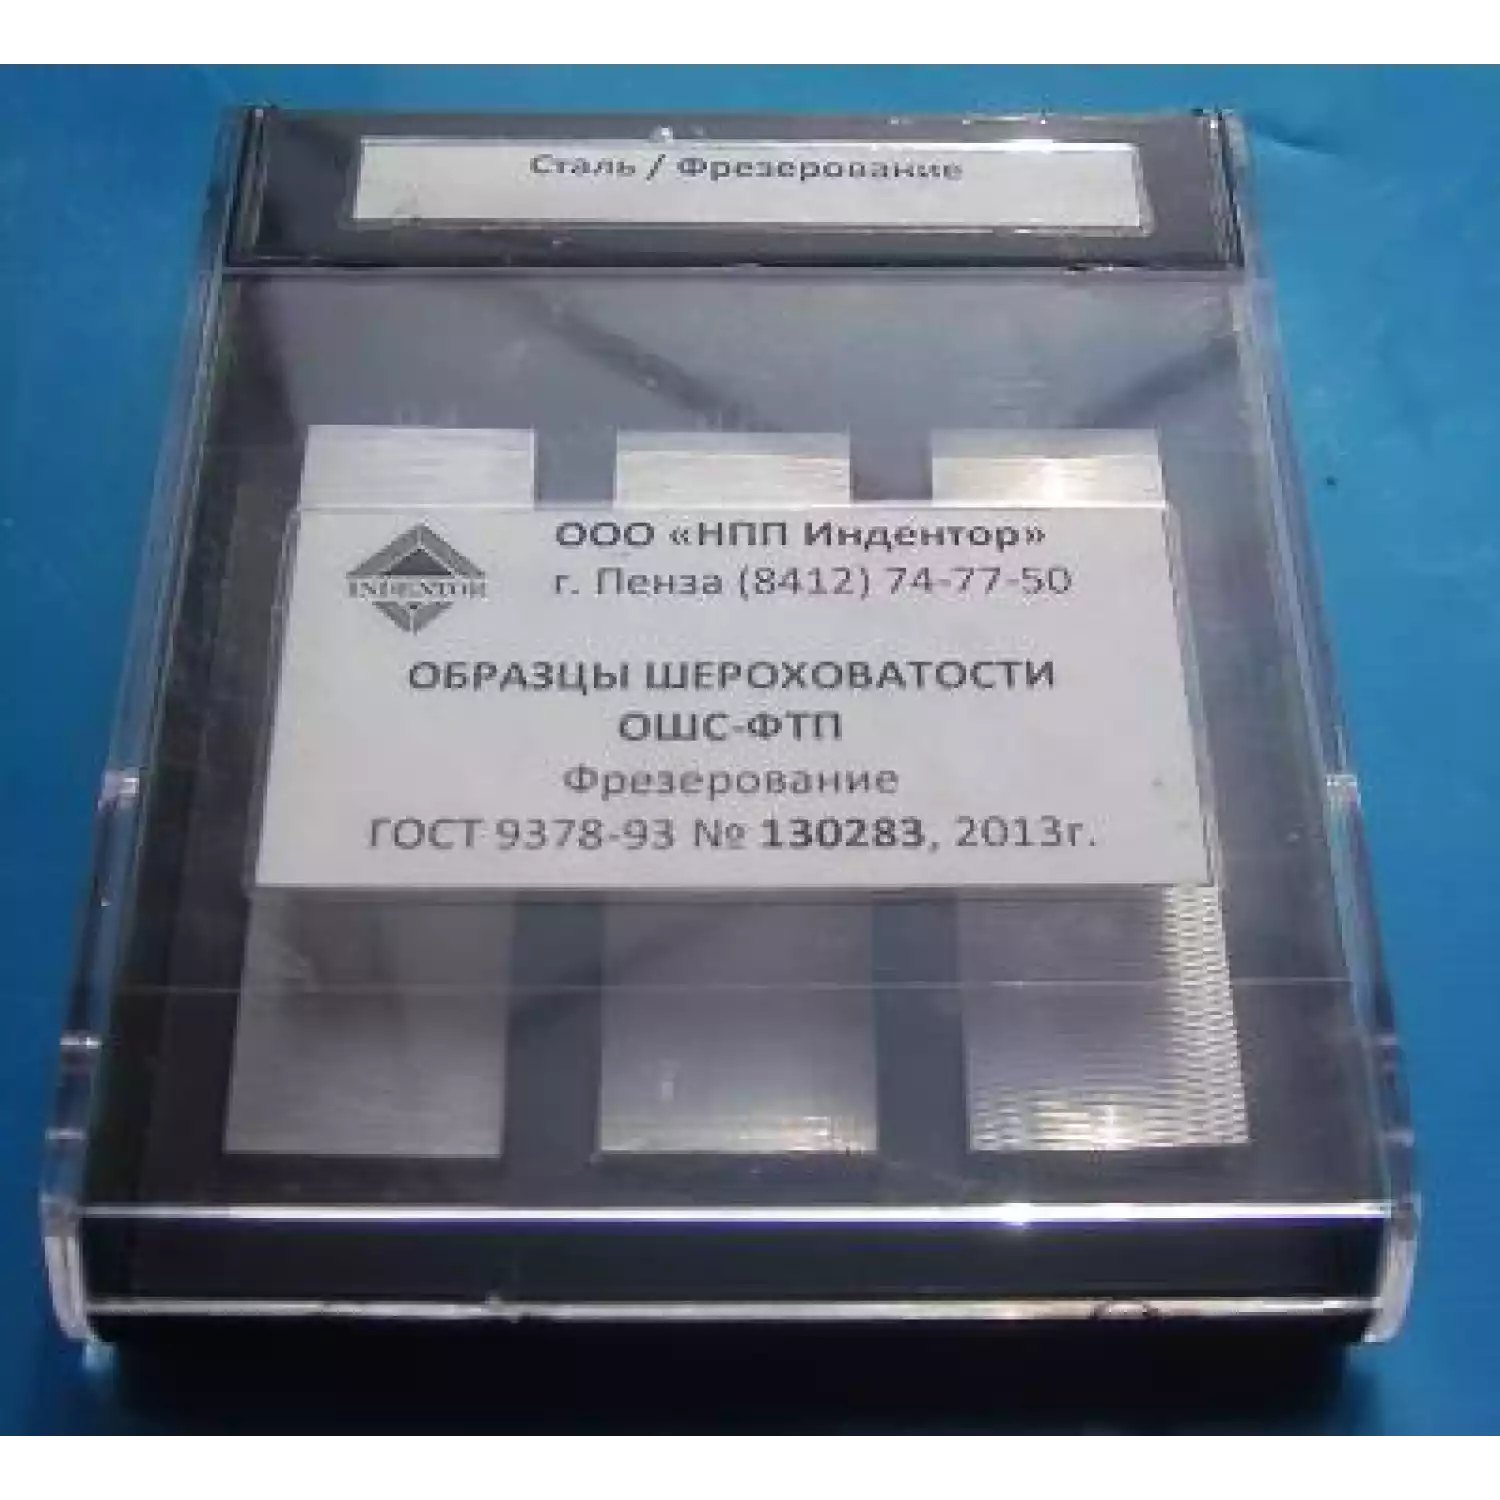 Сталь / Фрезерование
ООО «НПП Индентор»
INDENTOR
г. Пенза (8412) 74-77-50
ОБРАЗЦЫ ШЕРОХОВАТОСТИ
ОШС-ФТП
Фрезерование
ГОСТ 9378-93 № 130283, 2013г.